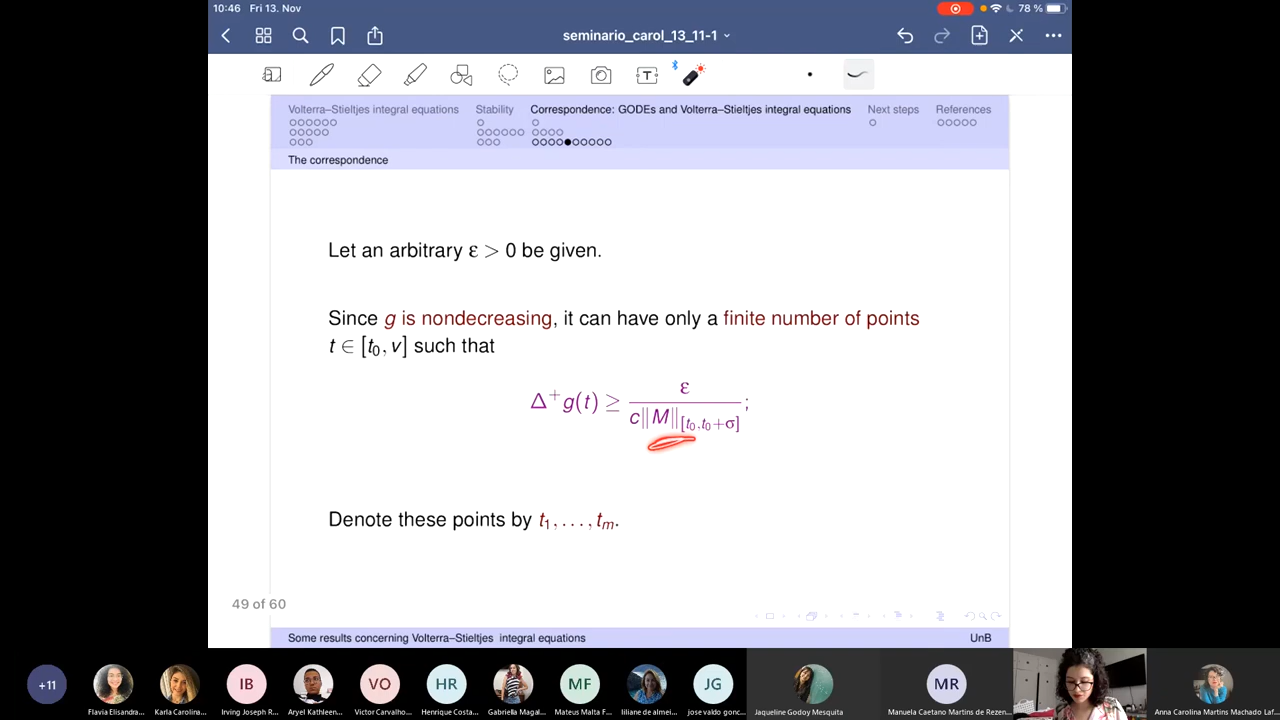 10:46 Fri 13. Nov
78 %
seminario_carol_13_11-1
Volterra–Stieltjes integral equations
Stability
Correspondence: GODEs and Volterra–Stieltjes integral equations
Next steps
References
The correspondence
Let an arbitrary ε > 0 be given.
Since g is nondecreasing, it can have only a finite number of points
t ∈ [t₀, v] such that
Δ⁺g(t) ≥ ε / (c‖M‖[t₀,t₀+σ]) ;
Denote these points by t₁, . . . , tₘ.
49 of 60
Some results concerning Volterra–Stieltjes integral equations
UnB
+11
IB
VO
HR
MF
JG
MR
Flavia Elisandra...
Karla Carolina...
Irving Joseph R...
Aryel Kathleen...
Victor Carvalho...
Henrique Costa...
Gabriella Magal...
Mateus Malta F...
liliane de almei...
jose valdo gonc...
Jaqueline Godoy Mesquita
Manuela Caetano Martins de Rezen...
Anna Carolina Martins Machado Laf...